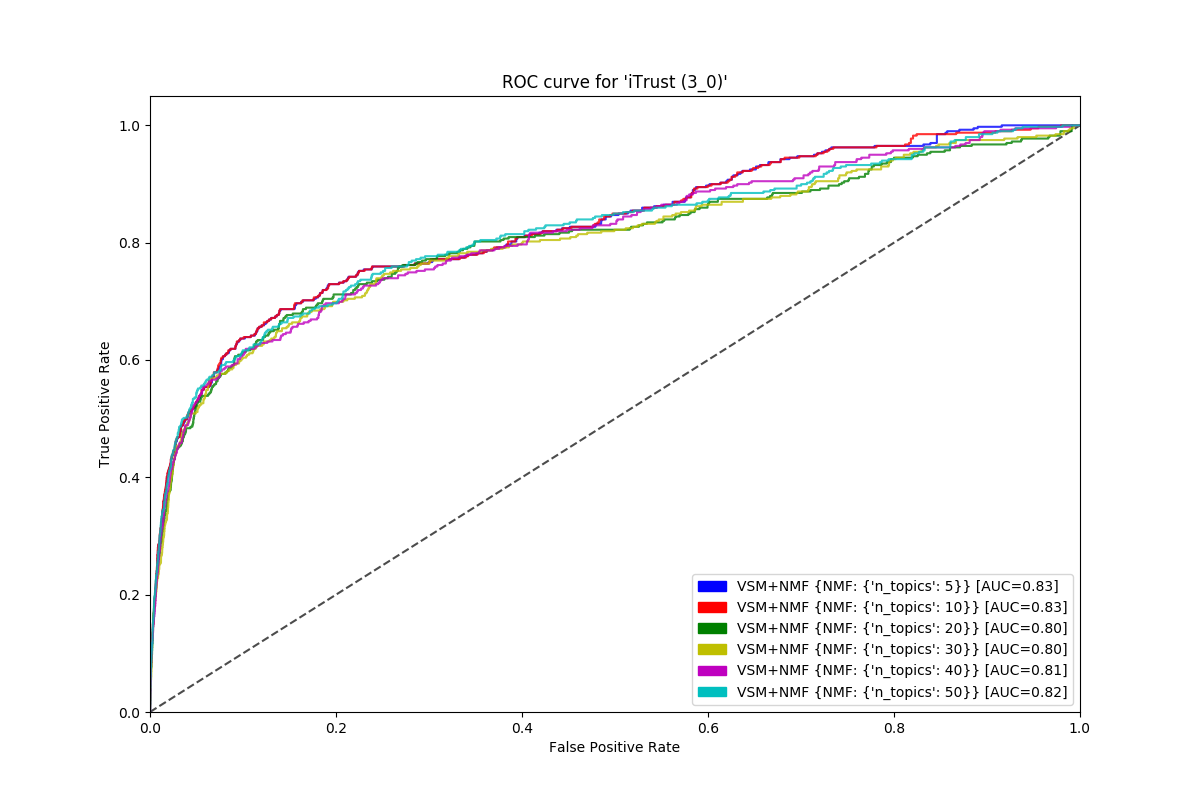 ROC curve for 'iTrust (3_0)'
1.0
0.8
0.6
0.4
0.2
0.0
True Positive Rate
VSM+NMF {NMF: {'n_topics': 5}} [AUC=0.83]
VSM+NMF {NMF: {'n_topics': 10}} [AUC=0.83]
VSM+NMF {NMF: {'n_topics': 20}} [AUC=0.80]
VSM+NMF {NMF: {'n_topics': 30}} [AUC=0.80]
VSM+NMF {NMF: {'n_topics': 40}} [AUC=0.81]
VSM+NMF {NMF: {'n_topics': 50}} [AUC=0.82]
0.0 0.2 0.4 0.6 0.8 1.0
False Positive Rate